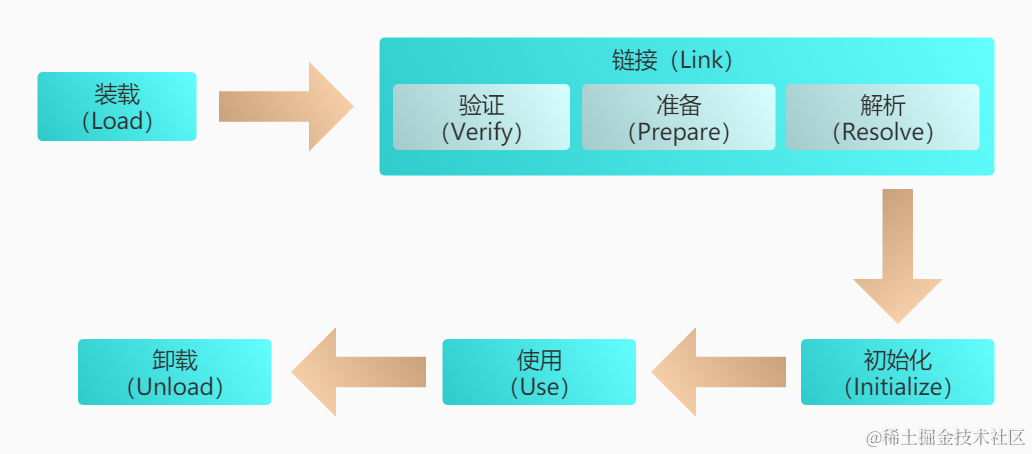 装载
（Load）
链接（Link）
验证
（Verify）
准备
（Prepare）
解析
（Resolve）
初始化
（Initialize）
使用
（Use）
卸载
（Unload）
@稀土掘金技术社区